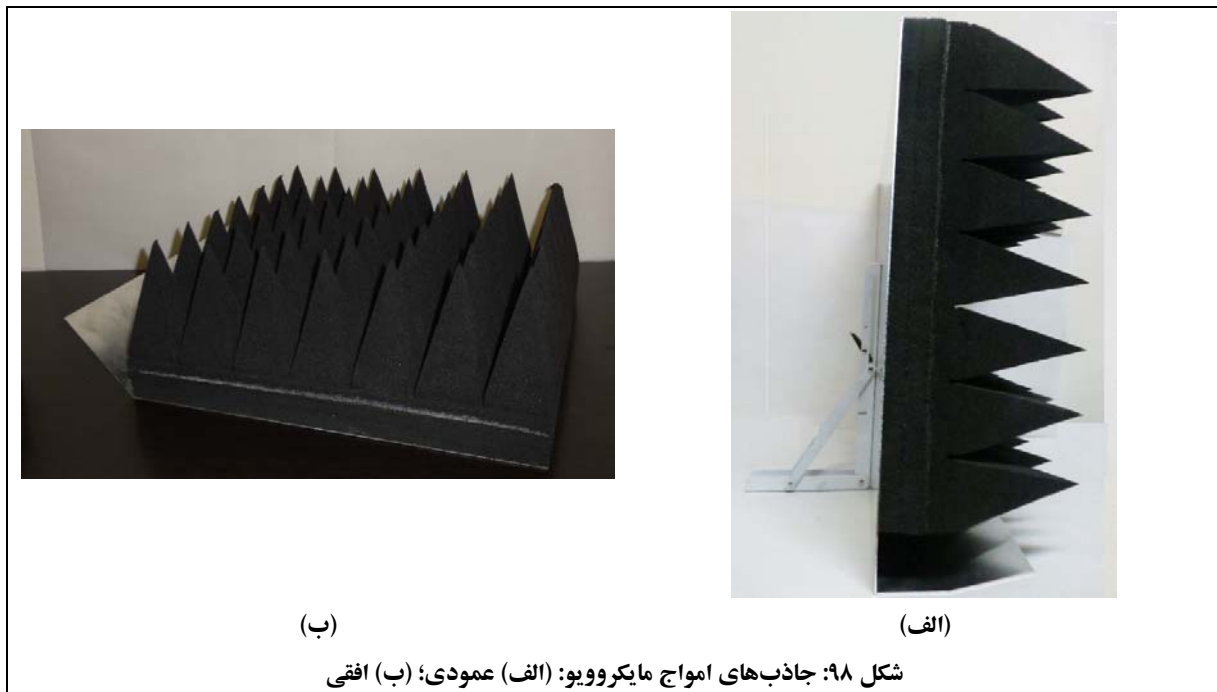 (الف)
(ب)
شکل ۹۸: جاذب‌های امواج مایکروویو: (الف) عمودی؛ (ب) افقی